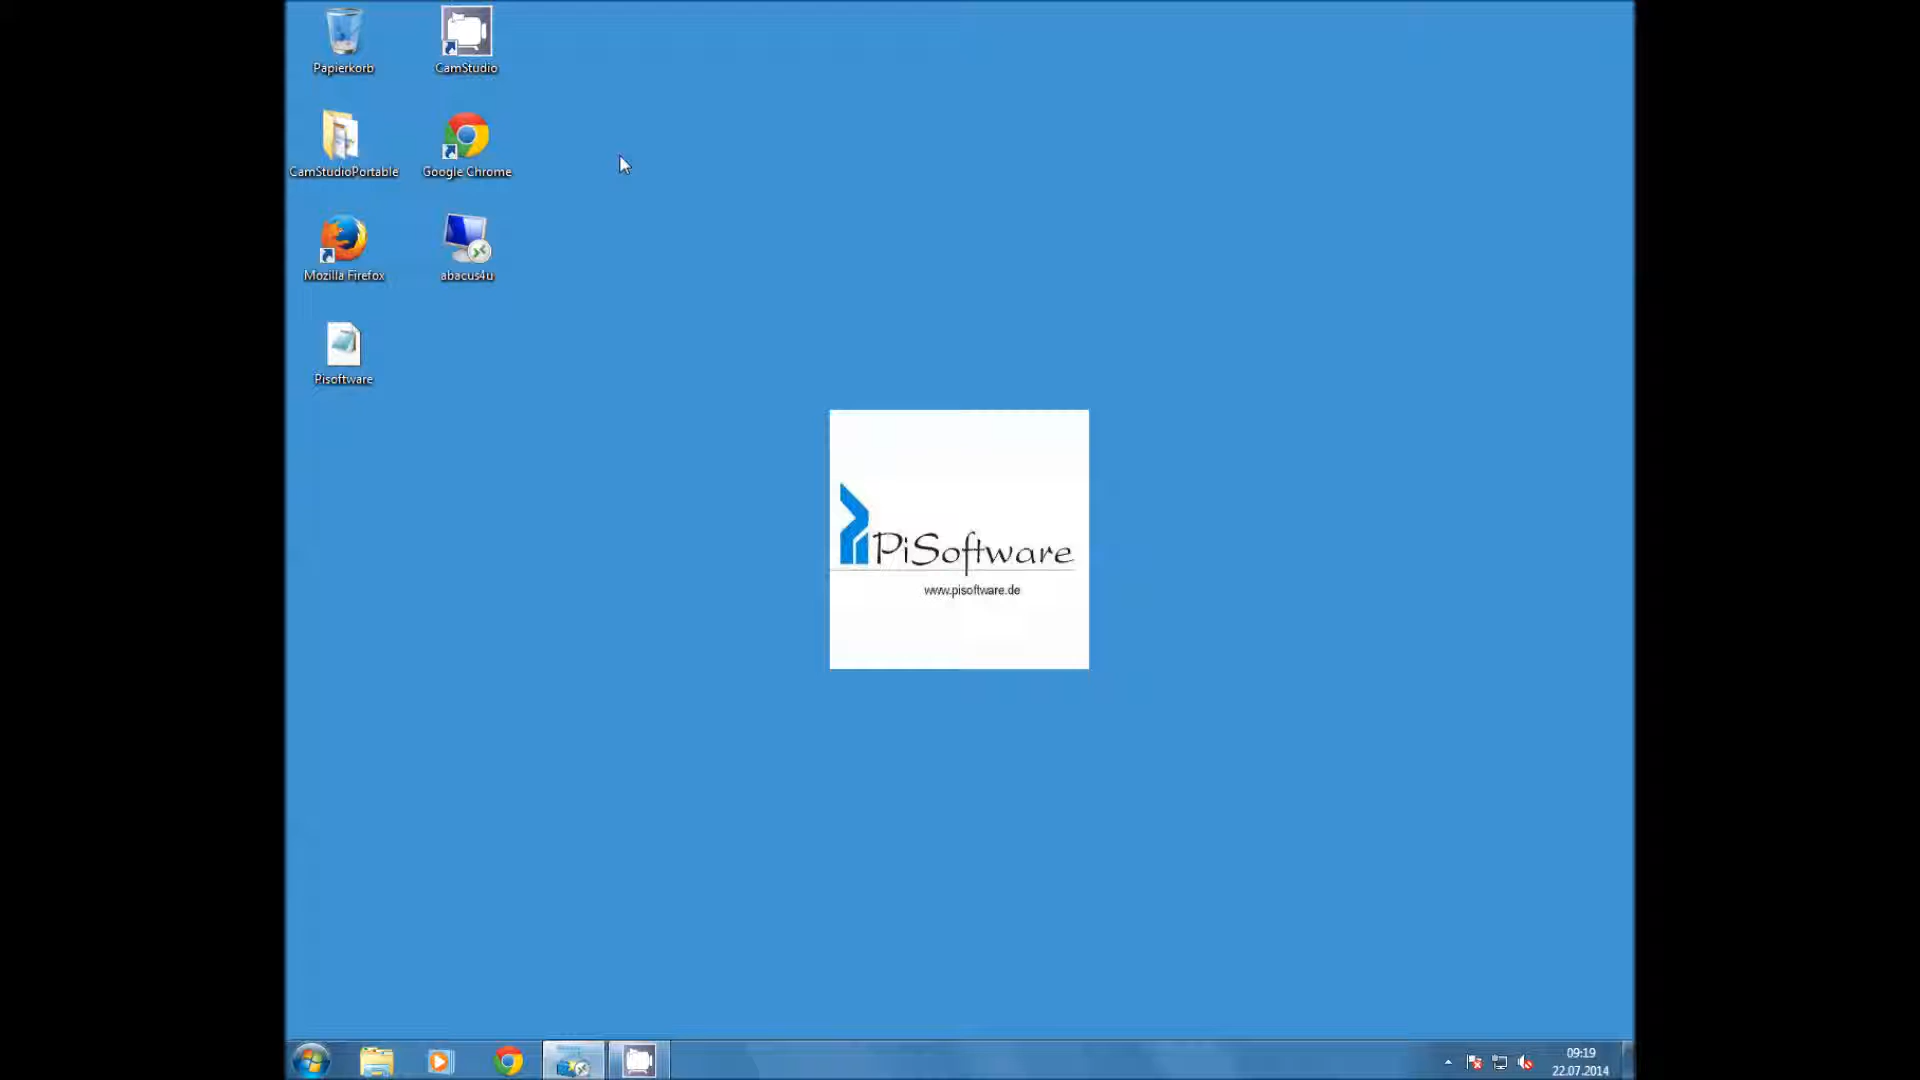 Papierkorb
CamStudio
CamStudioPortable
Google Chrome
Mozilla Firefox
abacus4u
Pisoftware
PiSoftware
www.pisoftware.de
09:19
22.07.2014